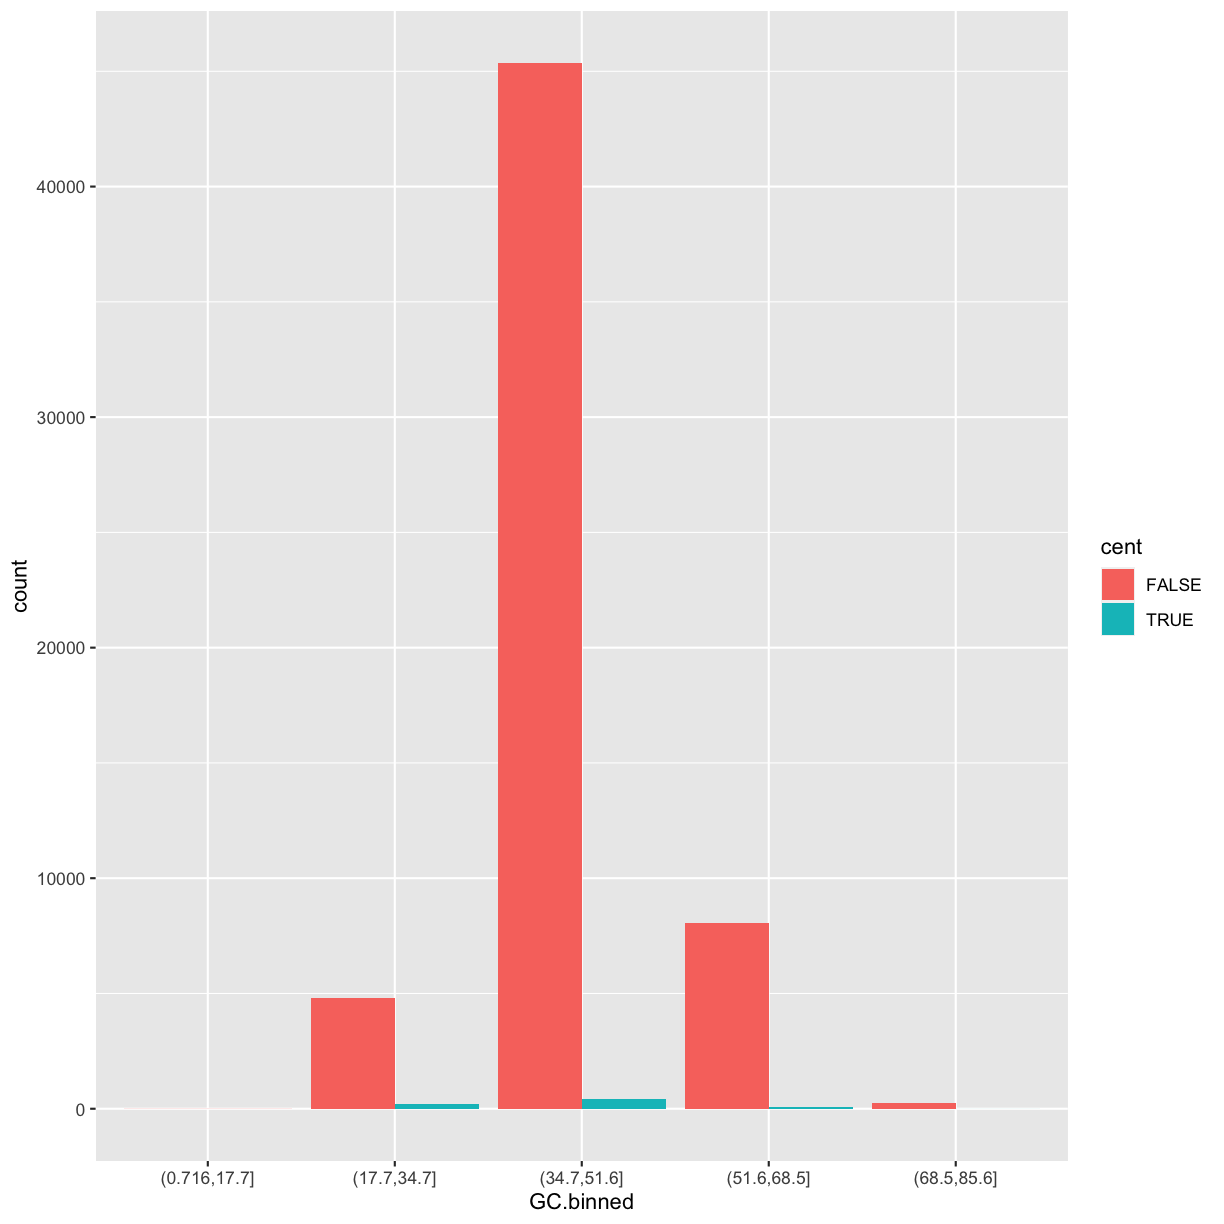 count
40000
30000
20000
10000
0
(0.716,17.7]
(17.7,34.7]
(34.7,51.6]
(51.6,68.5]
(68.5,85.6]
GC.binned
cent
FALSE
TRUE